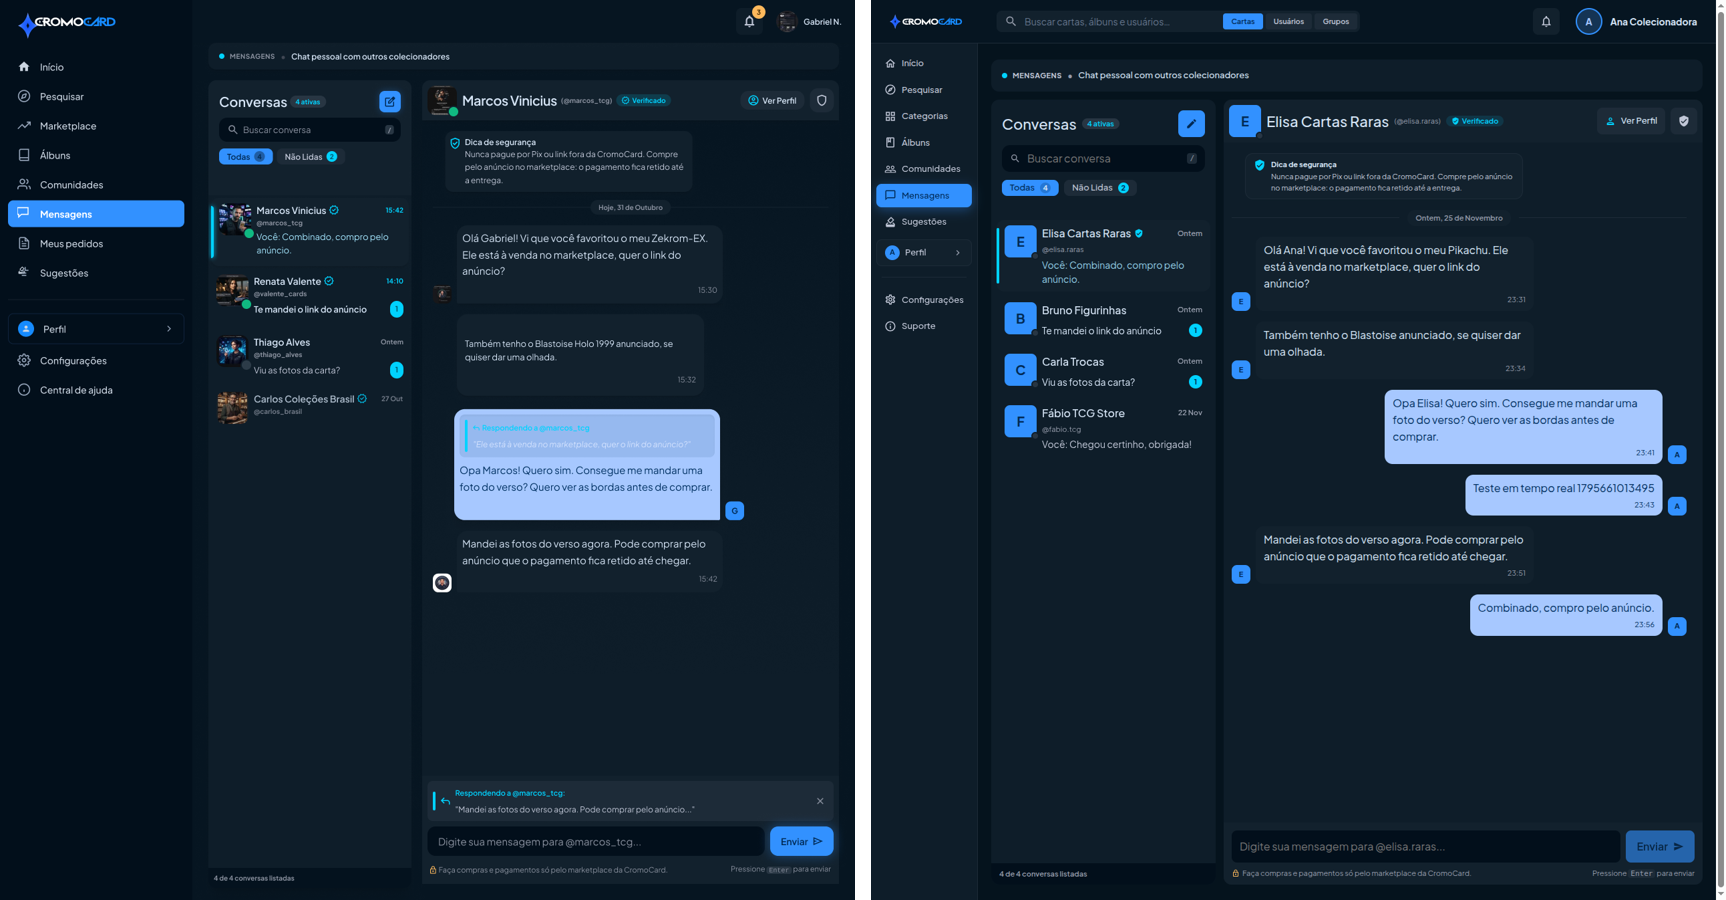 CROMOCARD
3
Gabriel N.
Início
Pesquisar
Marketplace
Álbuns
Comunidades
Mensagens
Meus pedidos
Sugestões
Perfil
Configurações
Central de ajuda
MENSAGENS
Chat pessoal com outros colecionadores
Conversas 4 ativas
Buscar conversa /
Todas 4 Não Lidas 2
Marcos Vinicius 15:42
@marcos_tcg
Você: Combinado, compro pelo
anúncio.
Renata Valente 14:10
@valente_cards
Te mandei o link do anúncio 1
Thiago Alves Ontem
@thiago_alves
Viu as fotos da carta? 1
Carlos Coleções Brasil 27 Out
@carlos_brasil
4 de 4 conversas listadas
Marcos Vinicius (@marcos_tcg) Verificado Ver Perfil
Dica de segurança
Nunca pague por Pix ou link fora da CromoCard. Compre
pelo anúncio no marketplace: o pagamento fica retido até
a entrega.
Hoje, 31 de Outubro
Olá Gabriel! Vi que você favoritou o meu Zekrom-EX.
Ele está à venda no marketplace, quer o link do
anúncio?
15:30
Também tenho o Blastoise Holo 1999 anunciado, se
quiser dar uma olhada.
15:32
Respondendo a @marcos_tcg
"Ele está à venda no marketplace, quer o link do anúncio?"
Opa Marcos! Quero sim. Consegue me mandar uma
foto do verso? Quero ver as bordas antes de comprar.
G
Mandei as fotos do verso agora. Pode comprar pelo
anúncio que o pagamento fica retido até chegar.
15:42
Respondendo a @marcos_tcg:
"Mandei as fotos do verso agora. Pode comprar pelo anúncio..."
Digite sua mensagem para @marcos_tcg...
Enviar
Faça compras e pagamentos só pelo marketplace da CromoCard.
Pressione Enter para enviar
CROMOCARD
Buscar cartas, álbuns e usuários...
Cartas Usuários Grupos
A Ana Colecionadora
Início
Pesquisar
Categorias
Álbuns
Comunidades
Mensagens
Sugestões
A Perfil
Configurações
Suporte
MENSAGENS
Chat pessoal com outros colecionadores
Conversas 4 ativas
Buscar conversa /
Todas 4 Não Lidas 2
E
Elisa Cartas Raras Ontem
@elisa.raras
Você: Combinado, compro pelo
anúncio.
B
Bruno Figurinhas Ontem
Te mandei o link do anúncio 1
C
Carla Trocas Ontem
Viu as fotos da carta? 1
F
Fábio TCG Store 22 Nov
@fabio.tcg
Você: Chegou certinho, obrigada!
4 de 4 conversas listadas
E Elisa Cartas Raras (@elisa.raras) Verificado Ver Perfil
Dica de segurança
Nunca pague por Pix ou link fora da CromoCard. Compre pelo anúncio
no marketplace: o pagamento fica retido até a entrega.
Ontem, 25 de Novembro
Olá Ana! Vi que você favoritou o meu Pikachu. Ele
está à venda no marketplace, quer o link do
anúncio?
23:31
E
Também tenho o Blastoise anunciado, se quiser dar
uma olhada.
23:34
E
Opa Elisa! Quero sim. Consegue me mandar uma
foto do verso? Quero ver as bordas antes de
comprar.
23:41
A
Teste em tempo real 1795661013495
23:43
A
Mandei as fotos do verso agora. Pode comprar pelo
anúncio que o pagamento fica retido até chegar.
23:51
E
Combinado, compro pelo anúncio.
23:56
A
Digite sua mensagem para @elisa.raras...
Enviar
Faça compras e pagamentos só pelo marketplace da CromoCard.
Pressione Enter para enviar